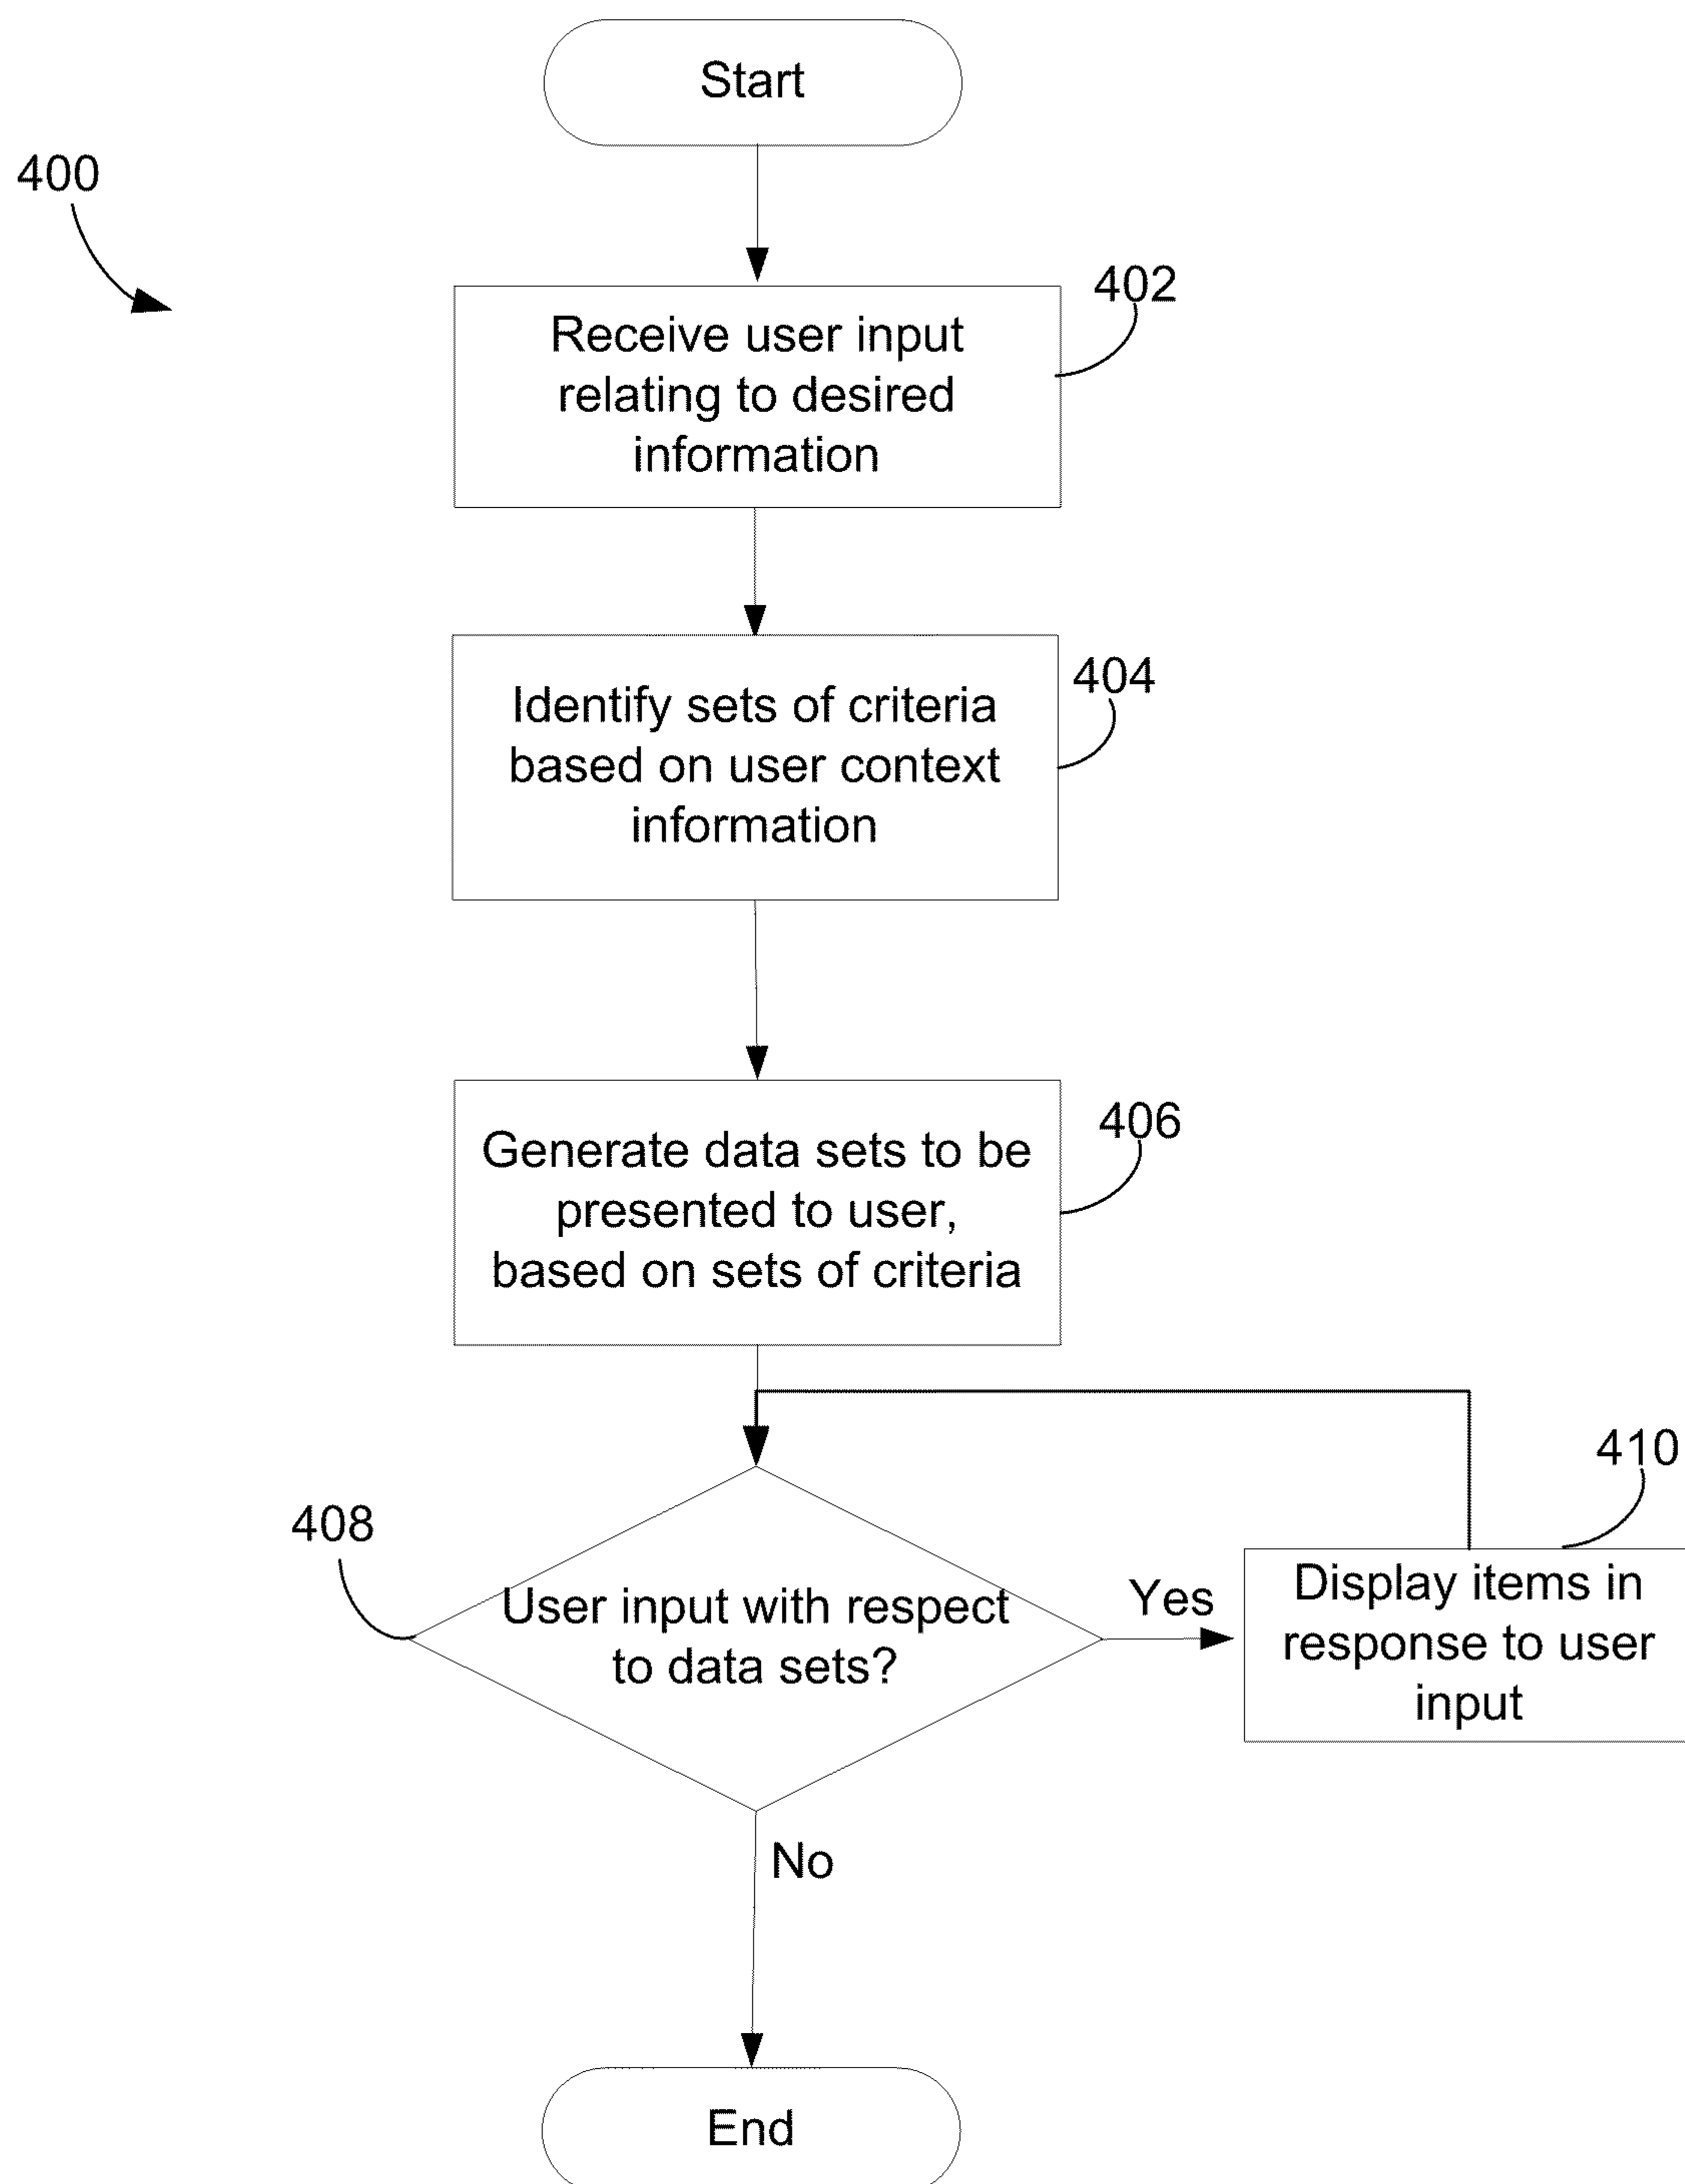 Start
400
402
Receive user input
relating to desired
information
404
Identify sets of criteria
based on user context
information
406
Generate data sets to be
presented to user,
based on sets of criteria
410
408
User input with respect
to data sets?
Yes
Display items in
response to user
input
No
End